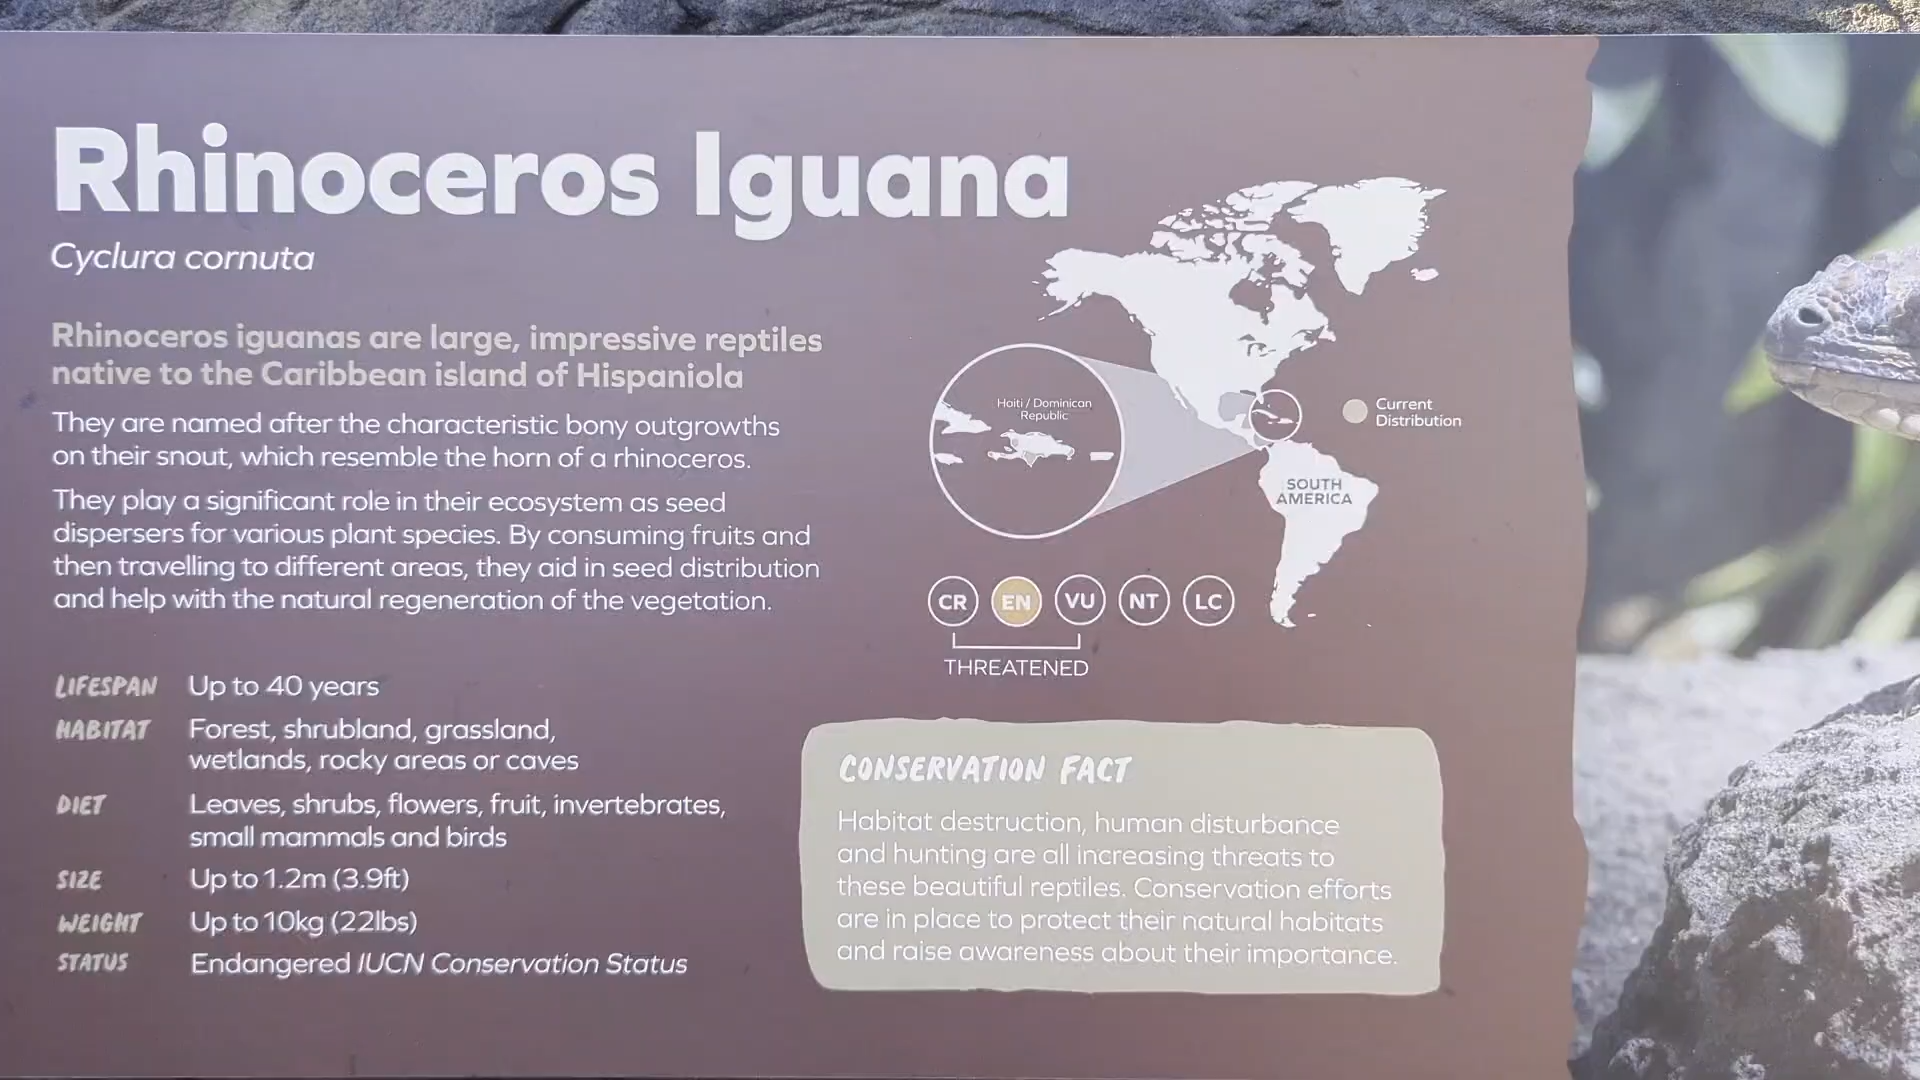 Rhinoceros Iguana
Cyclura cornuta
Rhinoceros iguanas are large, impressive reptiles
native to the Caribbean island of Hispaniola
They are named after the characteristic bony outgrowths
on their snout, which resemble the horn of a rhinoceros.
They play a significant role in their ecosystem as seed
dispersers for various plant species. By consuming fruits and
then travelling to different areas, they aid in seed distribution
and help with the natural regeneration of the vegetation.
LIFESPAN Up to 40 years
HABITAT Forest, shrubland, grassland,
wetlands, rocky areas or caves
DIET Leaves, shrubs, flowers, fruit, invertebrates,
small mammals and birds
SIZE Up to 1.2m (3.9ft)
WEIGHT Up to 10kg (22lbs)
STATUS Endangered IUCN Conservation Status
Haiti / Dominican
Republic
Current
Distribution
SOUTH
AMERICA
CR EN VU NT LC
THREATENED
CONSERVATION FACT
Habitat destruction, human disturbance
and hunting are all increasing threats to
these beautiful reptiles. Conservation efforts
are in place to protect their natural habitats
and raise awareness about their importance.